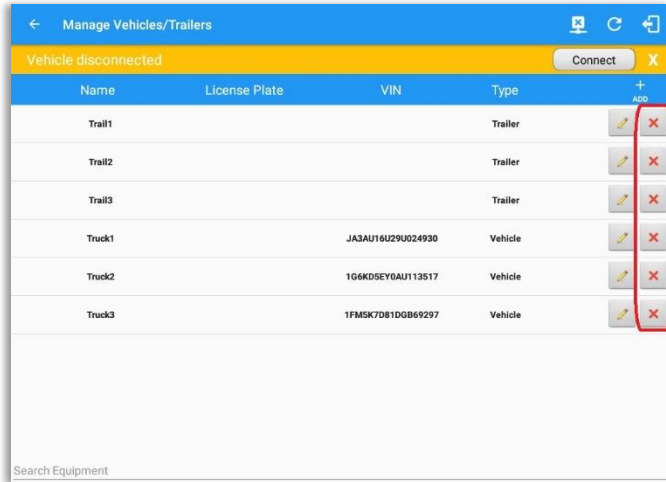 Manage Vehicles/Trailers
Vehicle disconnected Connect X
Name License Plate VIN Type + ADD
Trail1 Trailer
Trail2 Trailer
Trail3 Trailer
Truck1 JA3AU16U29U024930 Vehicle
Truck2 1G6KD5EY0AU113517 Vehicle
Truck3 1FM5K7D81DGB69297 Vehicle
Search Equipment